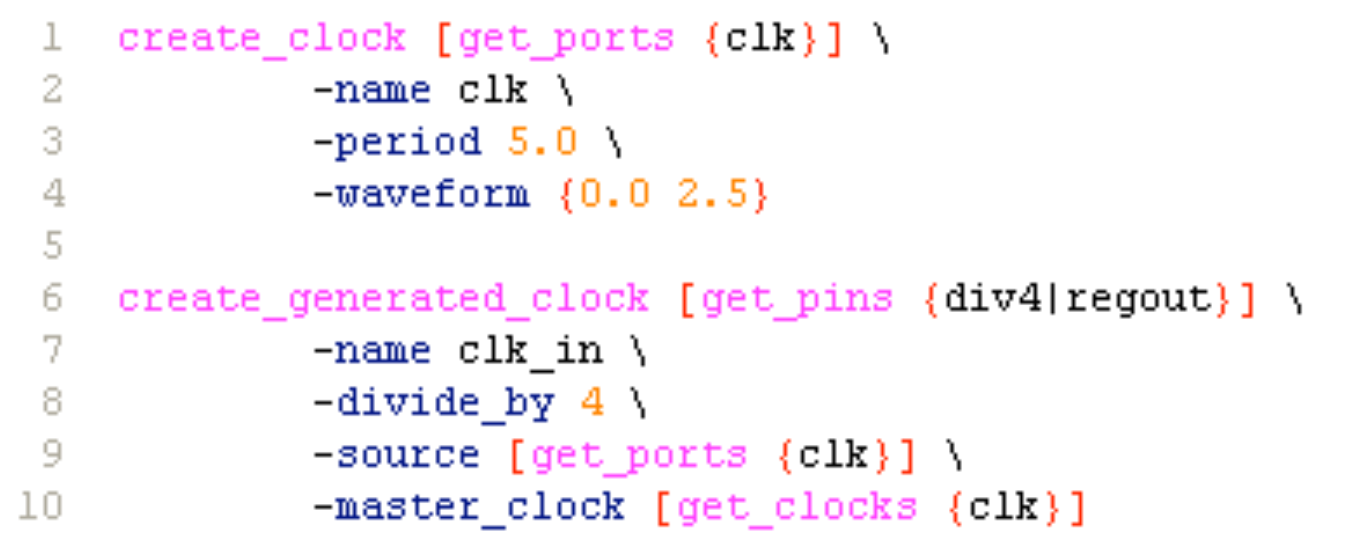 1 create_clock [get_ports {clk}] \
2 -name clk \
3 -period 5.0 \
4 -waveform {0.0 2.5}
5
6 create_generated_clock [get_pins {div4|regout}] \
7 -name clk_in \
8 -divide_by 4 \
9 -source [get_ports {clk}] \
10 -master_clock [get_clocks {clk}]